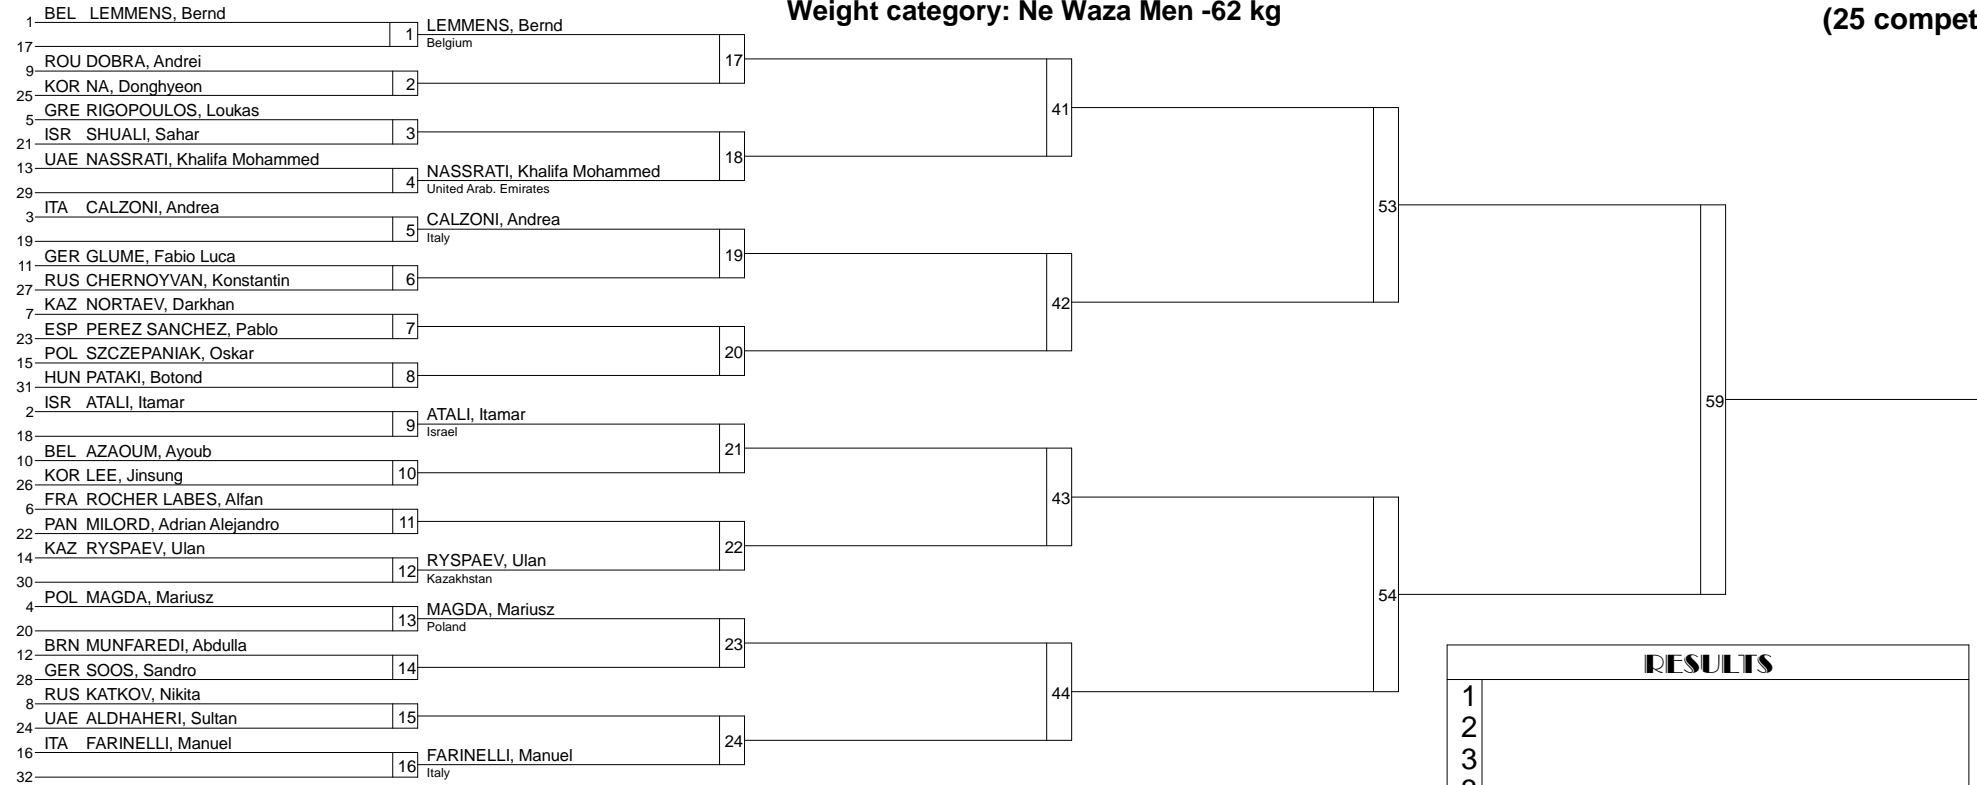 Weight category: Ne Waza Men -62 kg
(25 compet
1 BEL LEMMENS, Bernd
17
1 LEMMENS, Bernd
Belgium
9 ROU DOBRA, Andrei
25 KOR NA, Donghyeon
2
17
5 GRE RIGOPOULOS, Loukas
21 ISR SHUALI, Sahar
3
13 UAE NASSRATI, Khalifa Mohammed
29
4 NASSRATI, Khalifa Mohammed
United Arab. Emirates
18
41
3 ITA CALZONI, Andrea
19
5 CALZONI, Andrea
Italy
11 GER GLUME, Fabio Luca
27 RUS CHERNOYVAN, Konstantin
6
19
7 KAZ NORTAEV, Darkhan
23 ESP PEREZ SANCHEZ, Pablo
7
15 POL SZCZEPANIAK, Oskar
31 HUN PATAKI, Botond
8
20
42
53
2 ISR ATALI, Itamar
18
9 ATALI, Itamar
Israel
10 BEL AZAOUM, Ayoub
26 KOR LEE, Jinsung
10
21
6 FRA ROCHER LABES, Alfan
22 PAN MILORD, Adrian Alejandro
11
14 KAZ RYSPAEV, Ulan
30
12 RYSPAEV, Ulan
Kazakhstan
22
43
4 POL MAGDA, Mariusz
20
13 MAGDA, Mariusz
Poland
12 BRN MUNFAREDI, Abdulla
28 GER SOOS, Sandro
14
23
8 RUS KATKOV, Nikita
24 UAE ALDHAHERI, Sultan
15
16 ITA FARINELLI, Manuel
32
16 FARINELLI, Manuel
Italy
24
44
54
59
RESULTS
1
2
3